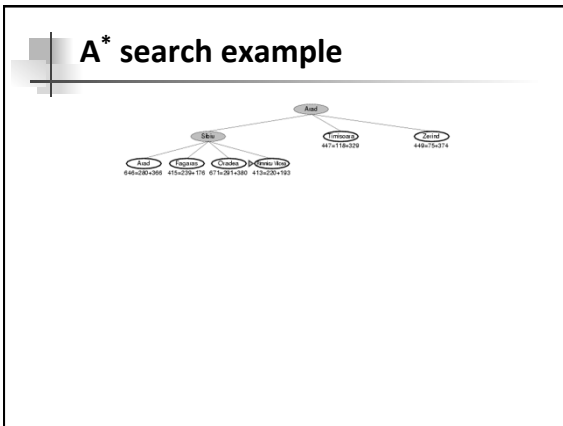 A* search example
Arad
Sibiu Timisoara Zerind
447=118+329 449=75+374
Arad Fagaras Oradea Rimnicu Vilcea
646=280+366 415=239+176 671=291+380 413=220+193